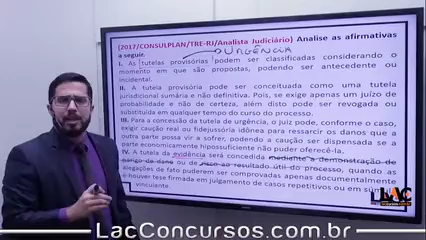 (2017/CONSULPLAN/TRE-RJ/Analista Judiciário) Analise as afirmativas
a seguir.
URGÊNCIA
I. As tutelas provisórias podem ser classificadas considerando o
momento em que são propostas, podendo ser antecedente ou
incidental.
II. A tutela provisória pode ser conceituada como uma tutela
jurisdicional sumária e não definitiva. Pois, se exige apenas um juízo de
probabilidade e não de certeza, além disto pode ser revogada ou
substituída em qualquer tempo do curso do processo.
III. Para a concessão da tutela de urgência, o juiz pode, conforme o caso,
exigir caução real ou fidejussória idônea para ressarcir os danos que a
outra parte possa vir a sofrer, podendo a caução ser dispensada se a
parte economicamente hipossuficiente não puder oferecê-la.
IV. A tutela da evidência será concedida mediante a demonstração de
perigo da dano ou de risco ao resultado útil do processo, quando as
alegações de fato puderem ser comprovadas apenas documentalmente
e houver tese firmada em julgamento de casos repetitivos ou em súm
vinculante.
LAC
LacConcursos.com.br